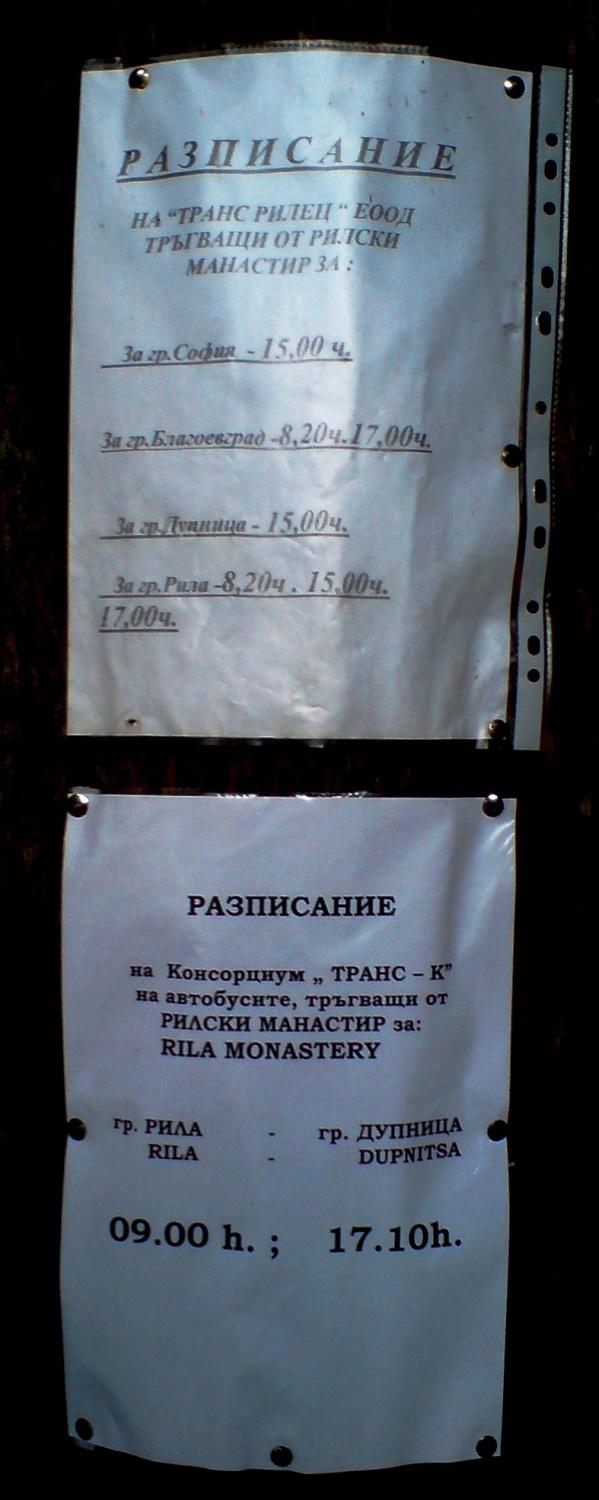 РАЗПИСАНИЕ
НА “ТРАНС РИЛЕЦ “ ЕООД
ТРЪГВАЩИ ОТ РИЛСКИ
МАНАСТИР ЗА :
За гр.София - 15,00 ч.
За гр.Благоевград -8,20ч.17,00ч.
За гр.Дупница - 15,00ч.
За гр.Рила -8,20ч . 15,00ч.
17,00ч.
РАЗПИСАНИЕ
на Консорциум „ ТРАНС – К”
на автобусите, тръгващи от
РИЛСКИ МАНАСТИР за:
RILA MONASTERY
гр. РИЛА - гр. ДУПНИЦА
RILA - DUPNITSA
09.00 h. ; 17.10h.